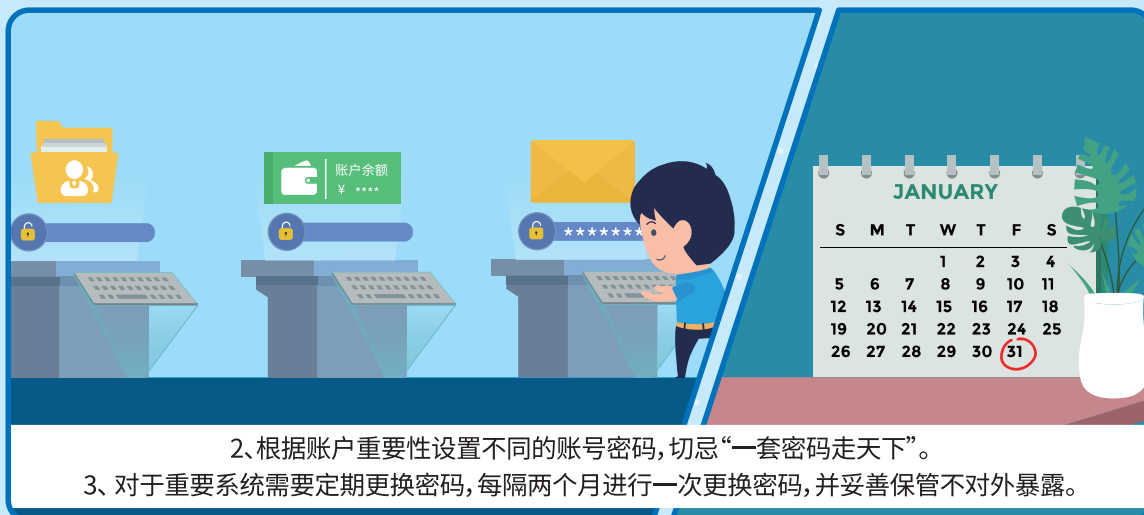 账户余额
¥ ****
*******
JANUARY
S M T W T F S
1 2 3 4
5 6 7 8 9 10 11
12 13 14 15 16 17 18
19 20 21 22 23 24 25
26 27 28 29 30 31
2、根据账户重要性设置不同的账号密码,切忌“一套密码走天下”。
3、对于重要系统需要定期更换密码,每隔两个月进行一次更换密码,并妥善保管不对外暴露。